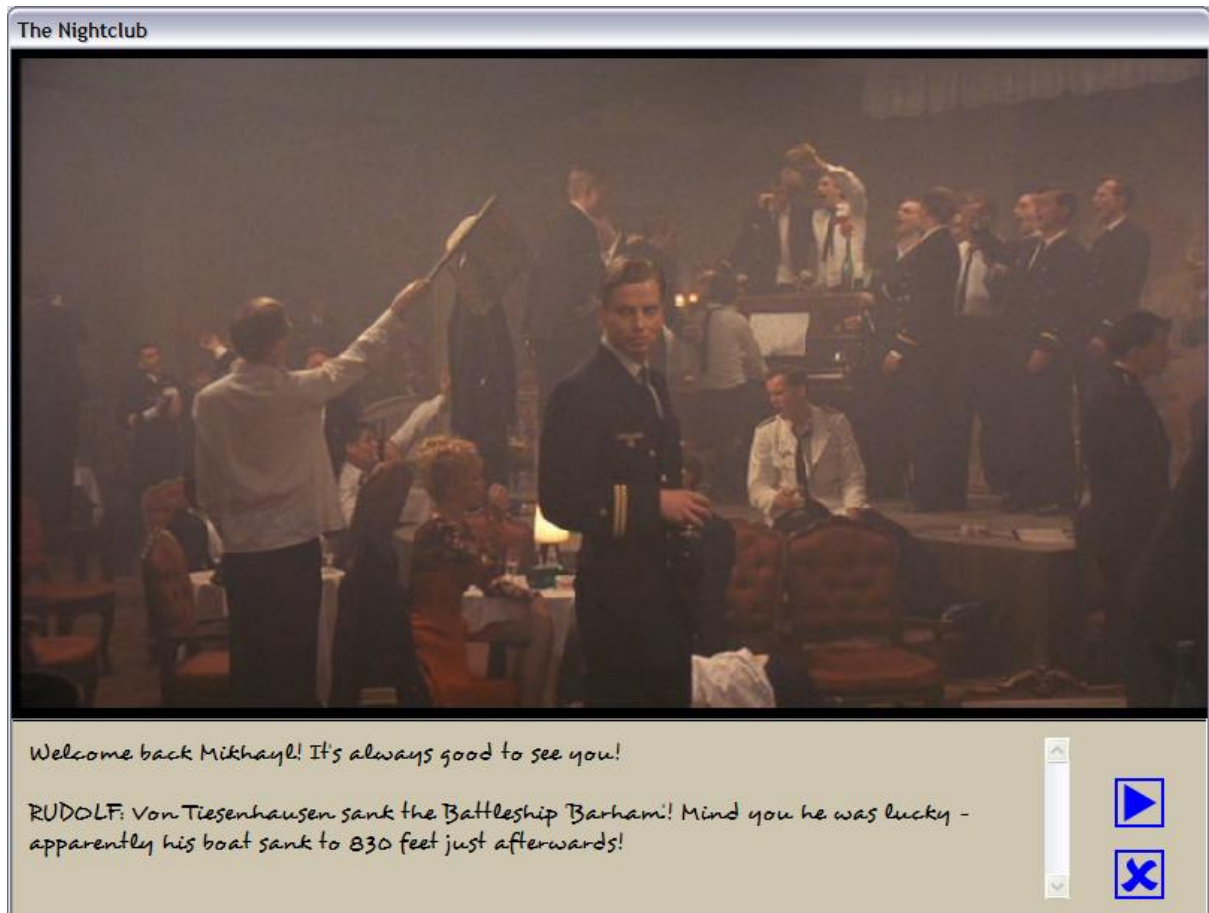 The Nightclub
Welcome back Mikhayl! It's always good to see you!
RUDOLF: Von Tiesenhausen sank the Battleship 'Barham'! Mind you he was lucky -
apparently his boat sank to 830 feet just afterwards!